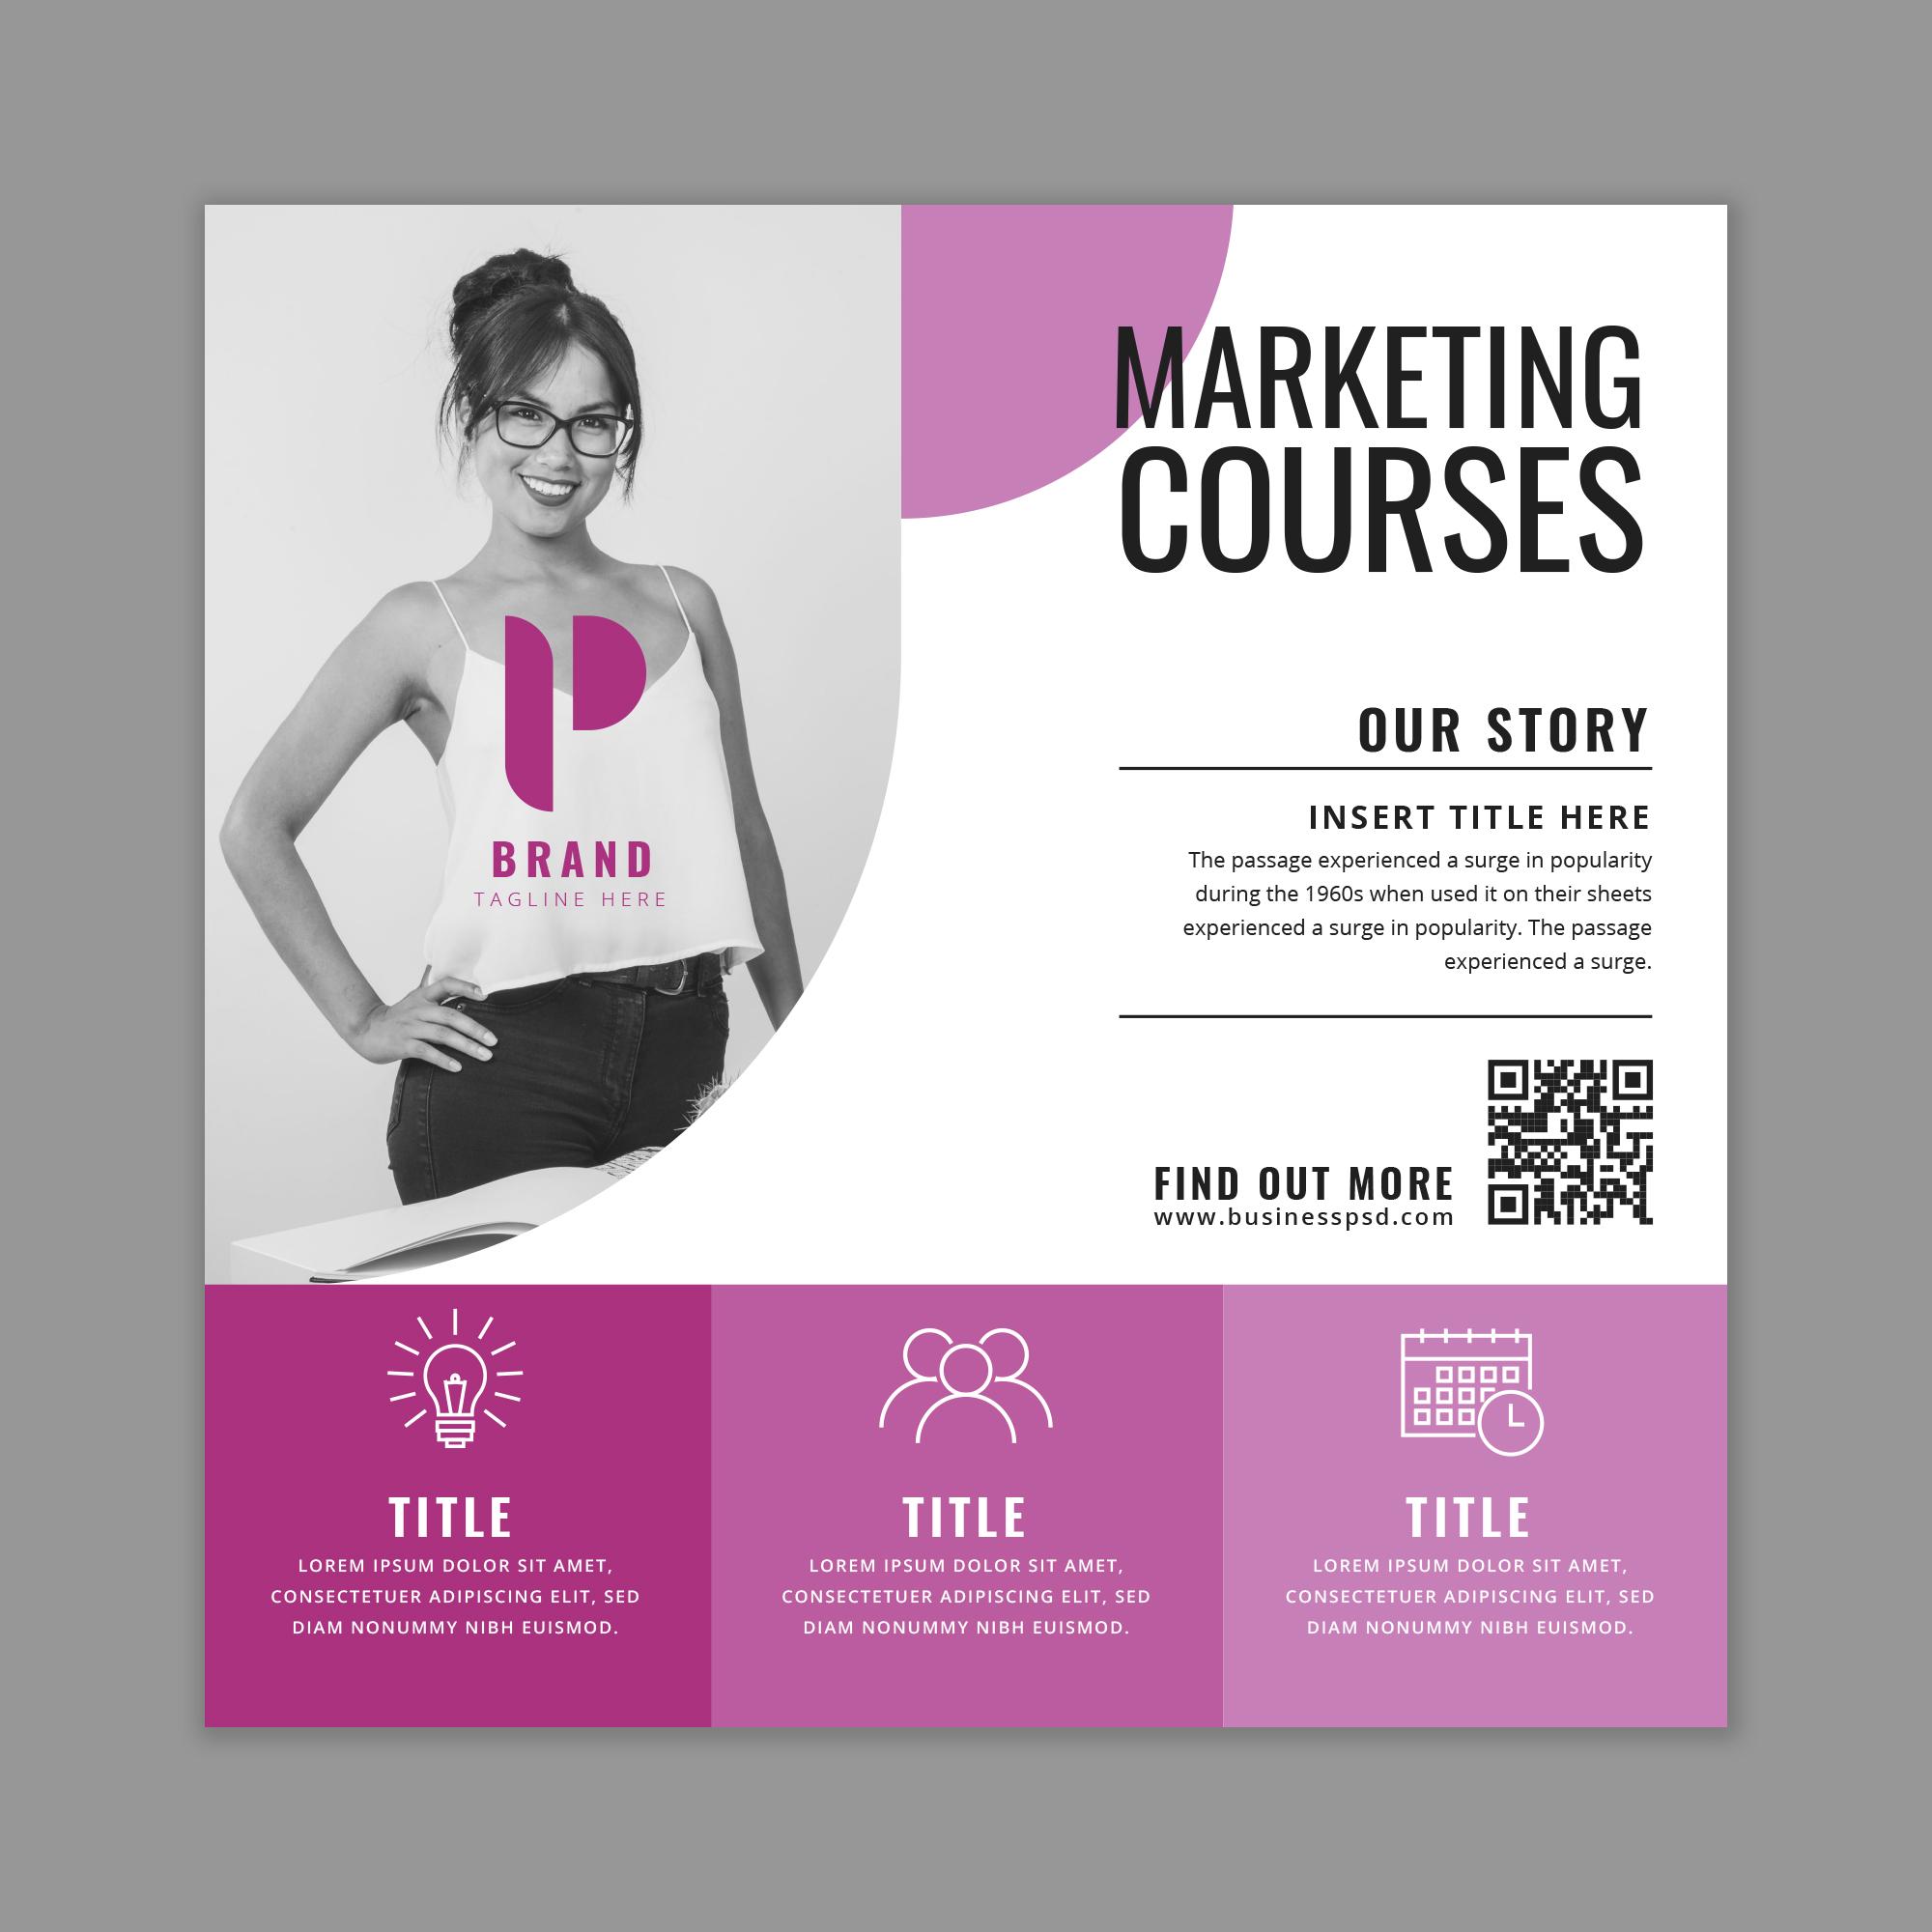 MARKETING
COURSES
BRAND
TAGLINE HERE
OUR STORY
INSERT TITLE HERE
The passage experienced a surge in popularity
during the 1960s when used it on their sheets
experienced a surge in popularity. The passage
experienced a surge.
FIND OUT MORE
www.businesspsd.com
TITLE
LOREM IPSUM DOLOR SIT AMET,
CONSECTETUER ADIPISCING ELIT, SED
DIAM NONUMMY NIBH EUISMOD.
TITLE
LOREM IPSUM DOLOR SIT AMET,
CONSECTETUER ADIPISCING ELIT, SED
DIAM NONUMMY NIBH EUISMOD.
TITLE
LOREM IPSUM DOLOR SIT AMET,
CONSECTETUER ADIPISCING ELIT, SED
DIAM NONUMMY NIBH EUISMOD.